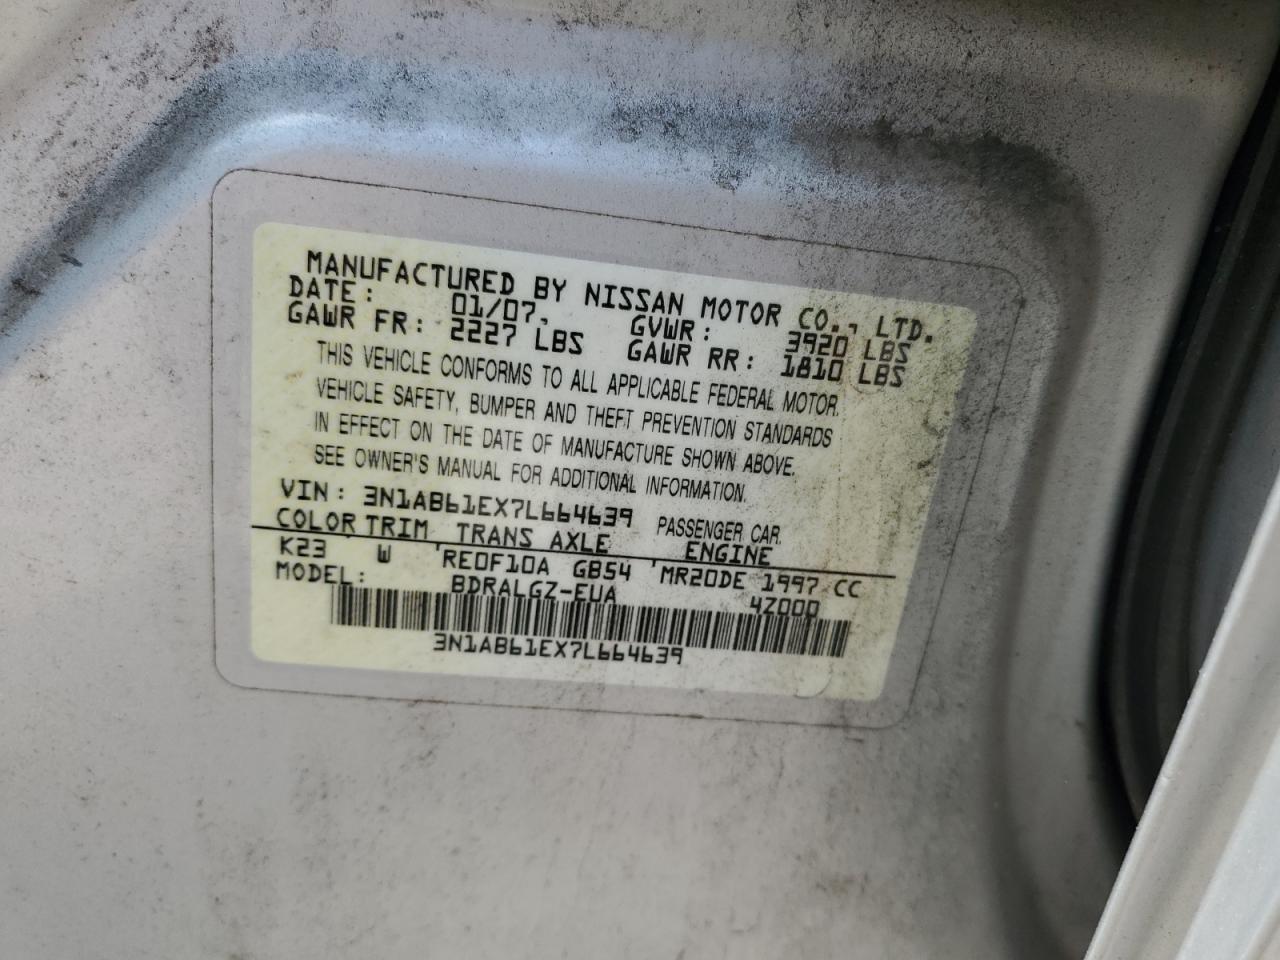 MANUFACTURED BY NISSAN MOTOR CO., LTD.
DATE: 01/07. GVWR: 3920 LBS
GAWR FR: 2227 LBS GAWR RR: 1810 LBS
THIS VEHICLE CONFORMS TO ALL APPLICABLE FEDERAL MOTOR
VEHICLE SAFETY, BUMPER AND THEFT PREVENTION STANDARDS
IN EFFECT ON THE DATE OF MANUFACTURE SHOWN ABOVE.
SEE OWNER'S MANUAL FOR ADDITIONAL INFORMATION.
VIN: 3N1AB61EX7L664639 PASSENGER CAR
COLOR TRIM TRANS AXLE ENGINE
K23 W RE0F10A GB54 MR20DE 1997 CC
MODEL: BDRALGZ-EUA 4Z000
3N1AB61EX7L664639